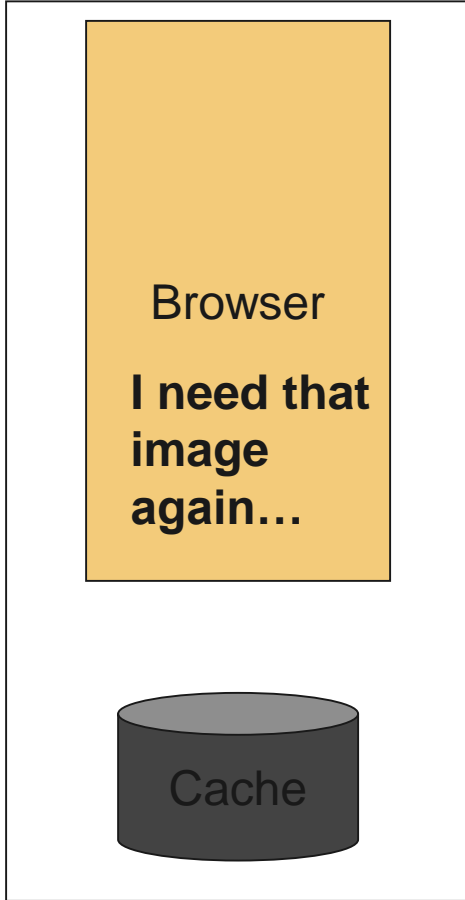 Browser
I need that
image
again…
Cache